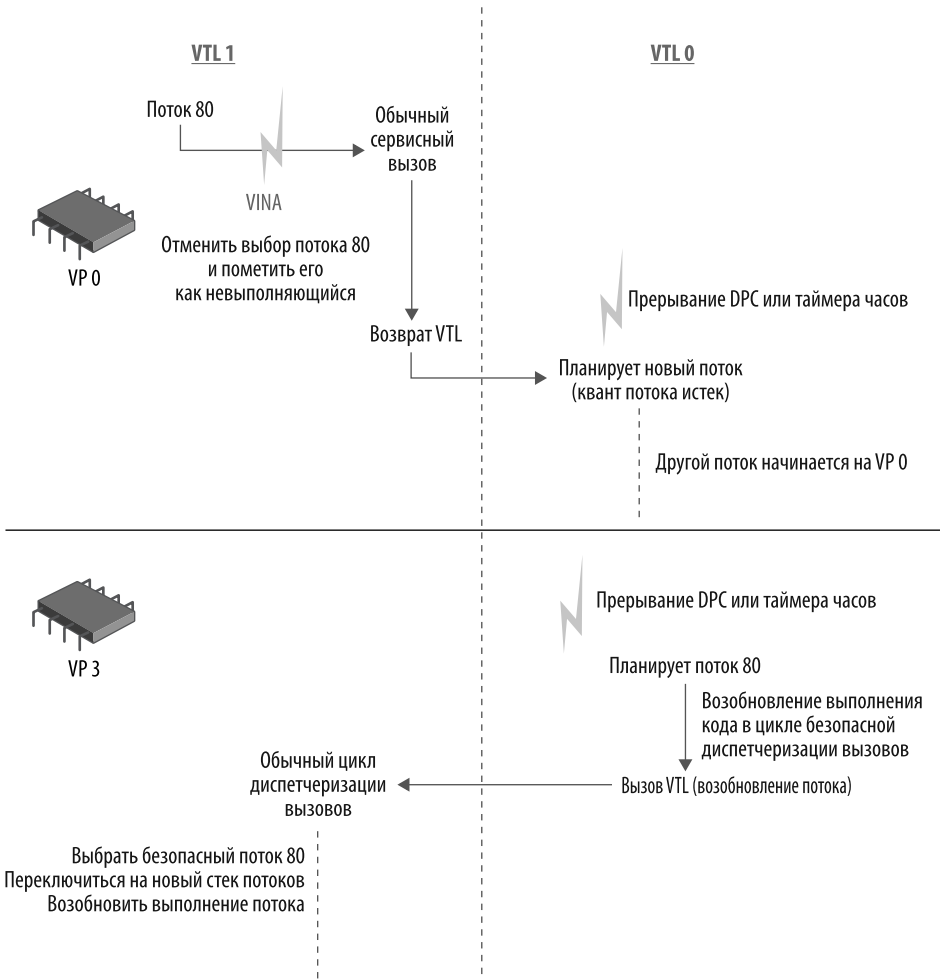 VTL 1
VTL 0
Поток 80
Обычный
сервисный
вызов
VINA
VP 0
Отменить выбор потока 80
и пометить его
как невыполняющийся
Возврат VTL
Прерывание DPC или таймера часов
Планирует новый поток
(квант потока истек)
Другой поток начинается на VP 0
Прерывание DPC или таймера часов
VP 3
Планирует поток 80
Возобновление выполнения
кода в цикле безопасной
диспетчеризации вызовов
Вызов VTL (возобновление потока)
Обычный цикл
диспетчеризации
вызовов
Выбрать безопасный поток 80
Переключиться на новый стек потоков
Возобновить выполнение потока